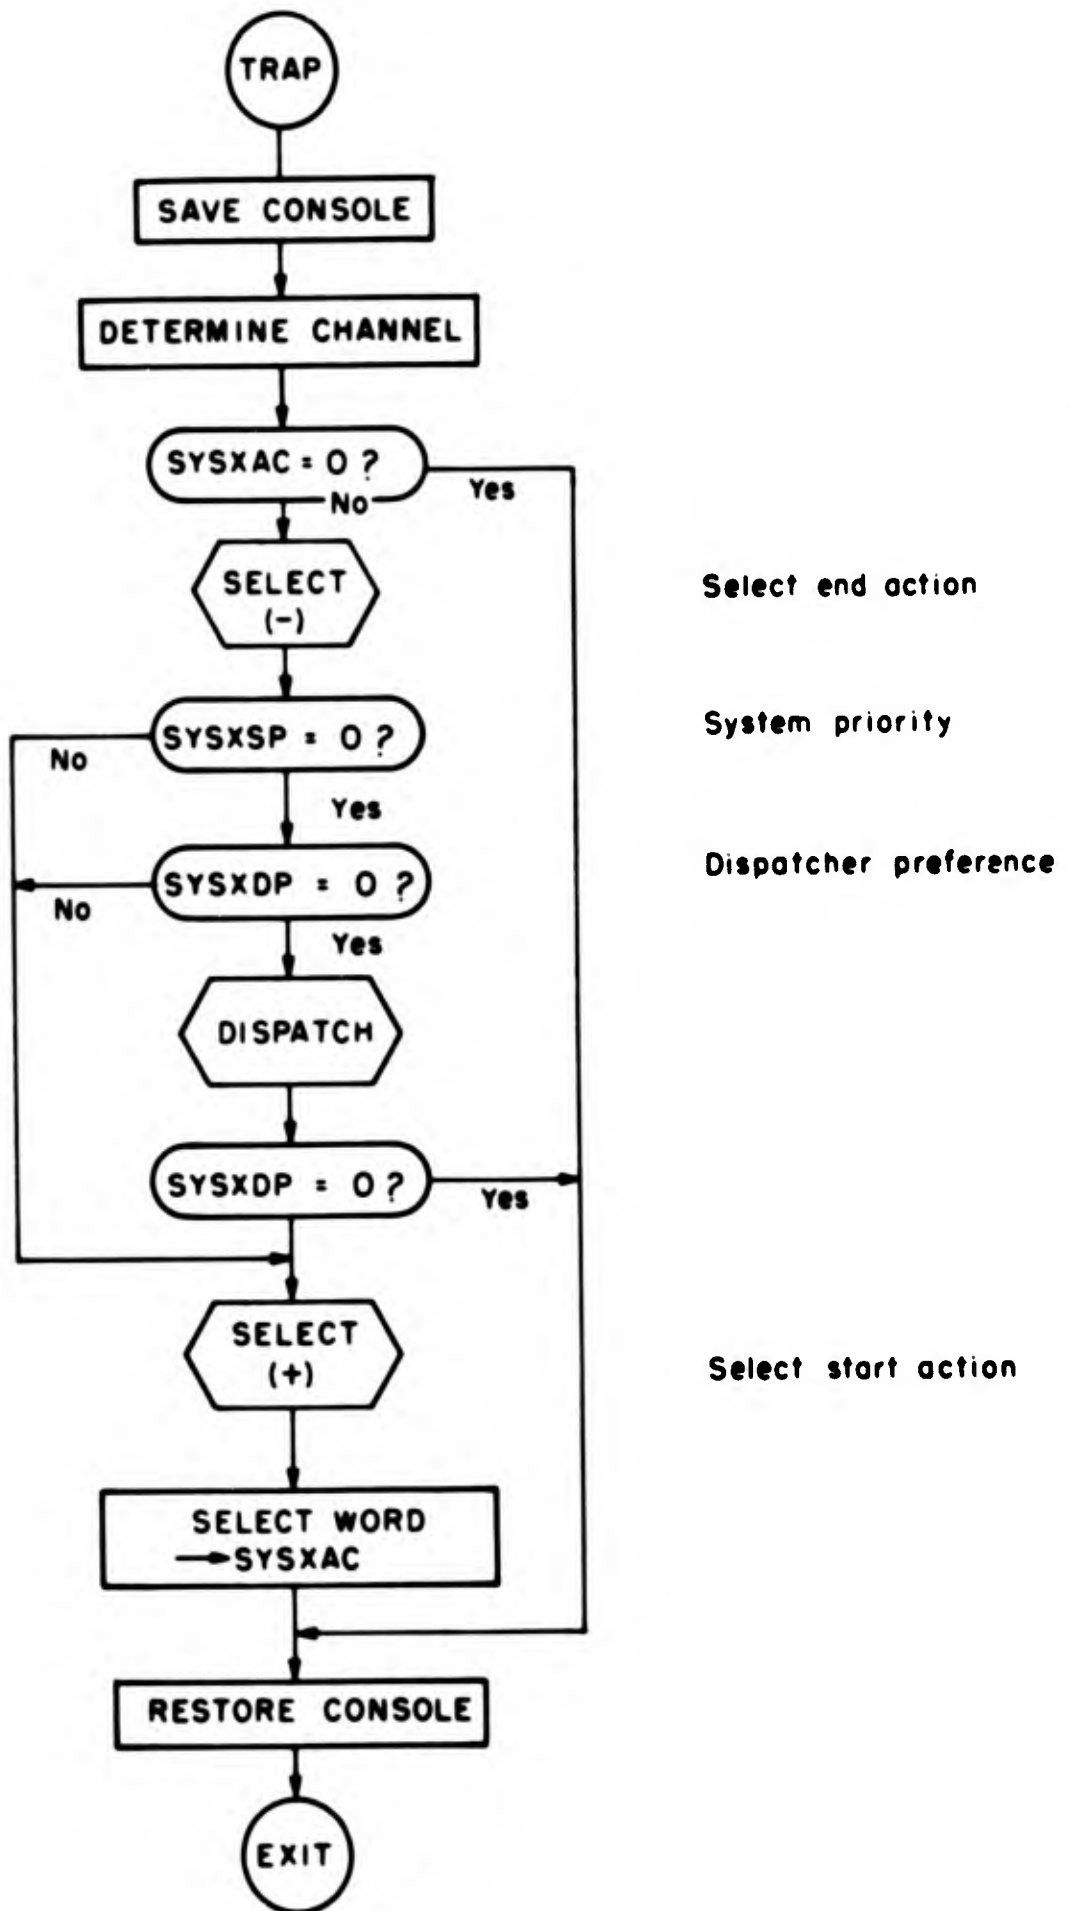 TRAP
SAVE CONSOLE
DETERMINE CHANNEL
SYSXAC = 0 ?
Yes
No
SELECT
(-)
Select end action
SYSXSP = 0 ?
System priority
No
Yes
SYSXDP = 0 ?
Dispatcher preference
No
Yes
DISPATCH
SYSXDP = 0 ?
Yes
SELECT
(+)
Select start action
SELECT WORD
→SYSXAC
RESTORE CONSOLE
EXIT